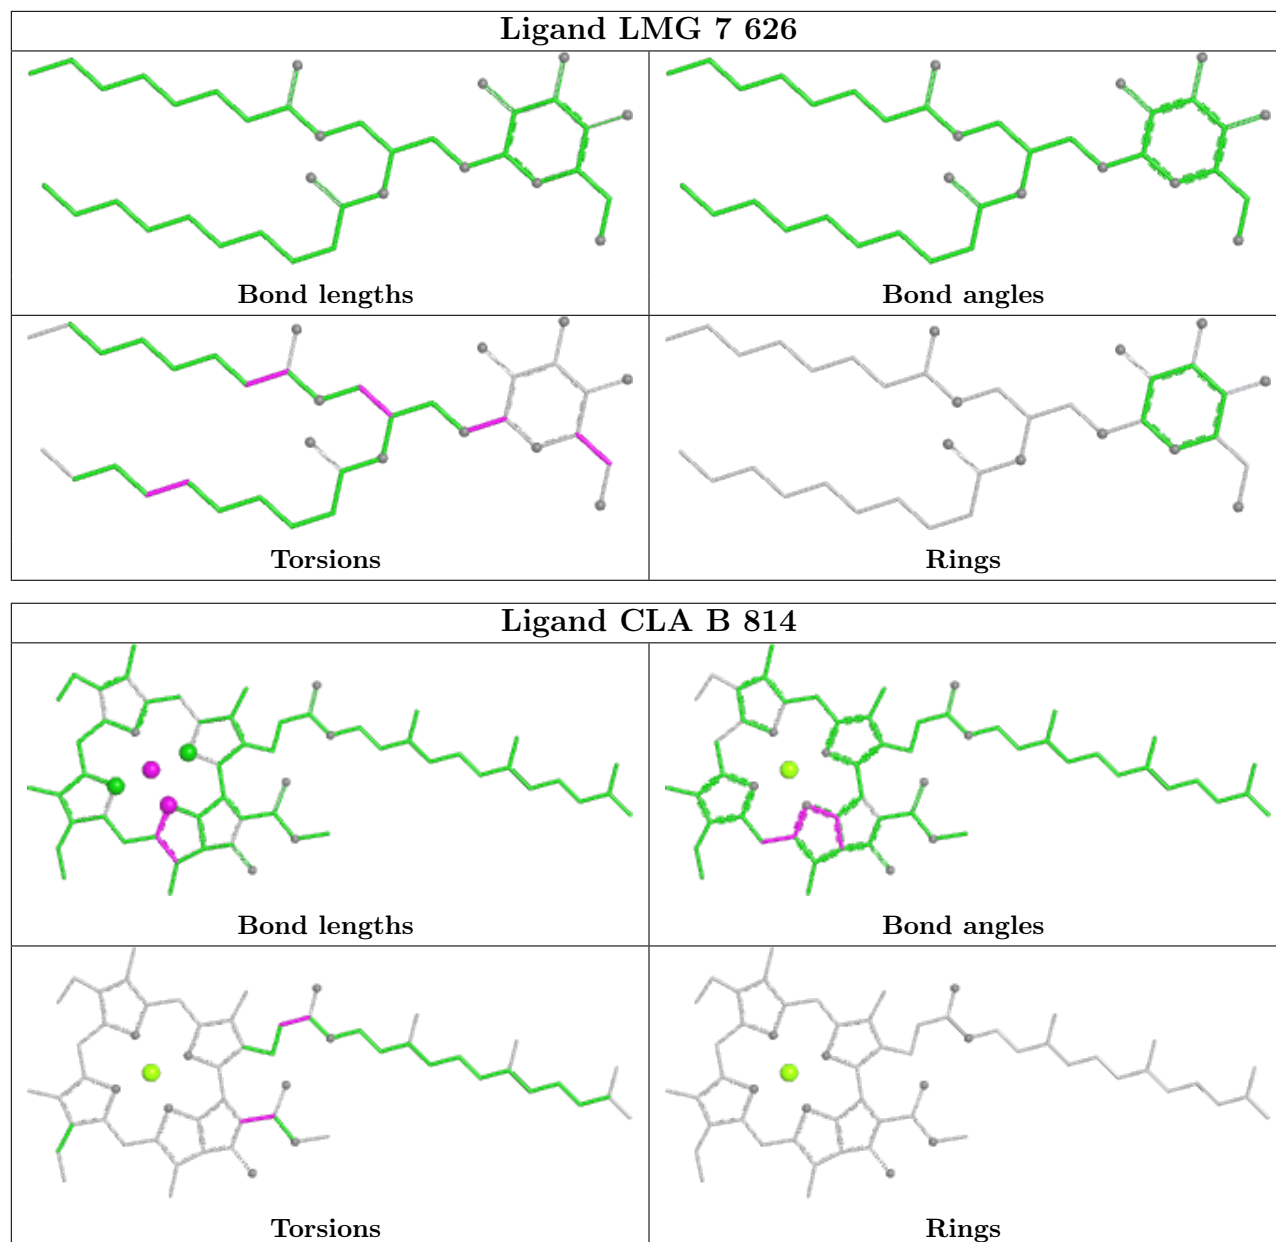 Ligand LMG 7 626
Bond lengths
Bond angles
Torsions
Rings
Ligand CLA B 814
Bond lengths
Bond angles
Torsions
Rings